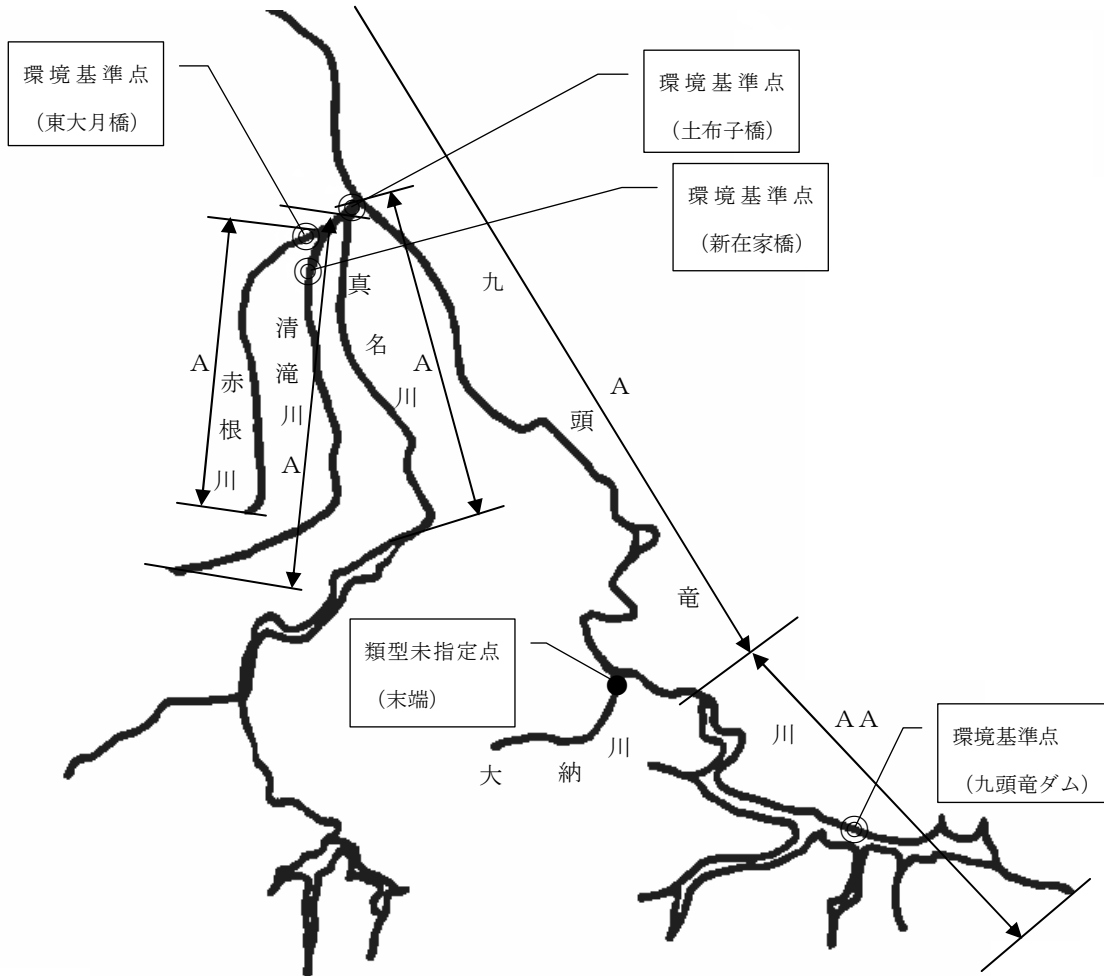 環境基準点
（東大月橋）
環境基準点
（土布子橋）
環境基準点
（新在家橋）
九頭竜川
A
AA
真名川
A
清滝川
A
赤根川
A
類型未指定点
（末端）
大納川
環境基準点
（九頭竜ダム）